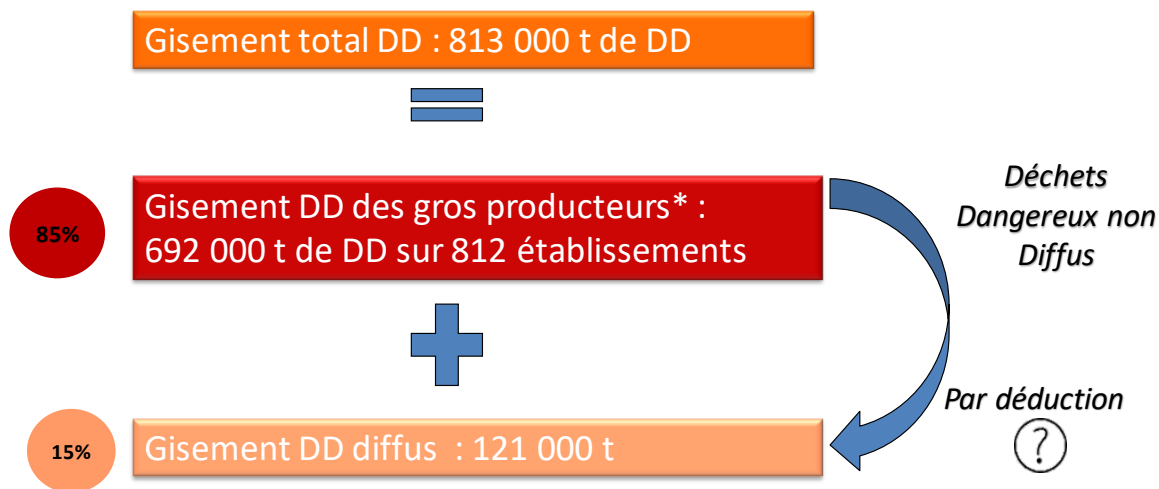 Gisement total DD : 813 000 t de DD
85%
Gisement DD des gros producteurs* :
692 000 t de DD sur 812 établissements
Déchets
Dangereux non
Diffus
15%
Gisement DD diffus : 121 000 t
Par déduction
?